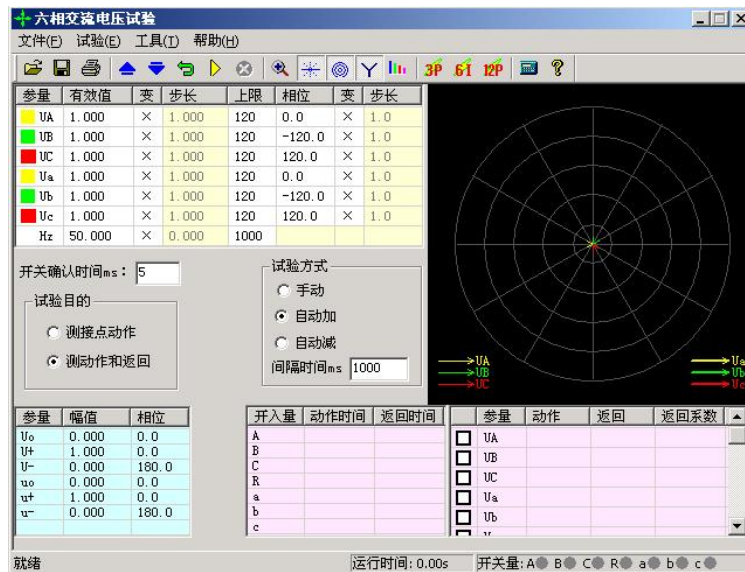 六相交流电压试验
文件(F) 试验(E) 工具(T) 帮助(H)
3P 6I 12P ?
参量 有效值 变 步长 上限 相位 变 步长
UA 1.000 × 1.000 120 0.0 × 1.0
UB 1.000 × 1.000 120 -120.0 × 1.0
UC 1.000 × 1.000 120 120.0 × 1.0
Ua 1.000 × 1.000 120 0.0 × 1.0
Ub 1.000 × 1.000 120 -120.0 × 1.0
Uc 1.000 × 1.000 120 120.0 × 1.0
Hz 50.000 × 0.000 1000
开关确认时间ms: 5
试验目的
测接点动作
测动作和返回
试验方式
手动
自动加
自动减
间隔时间ms 1000
UA
UB
UC
Ua
Ub
Uc
参量 幅值 相位
Uo 0.000 0.0
U+ 1.000 0.0
U- 0.000 180.0
uo 0.000 0.0
u+ 1.000 0.0
u- 0.000 180.0
开入量 动作时间 返回时间
A
B
C
R
a
b
c
参量 动作 返回 返回系数
UA
UB
UC
Ua
Ub
就绪 运行时间: 0.00s 开关量: A B C R a b c